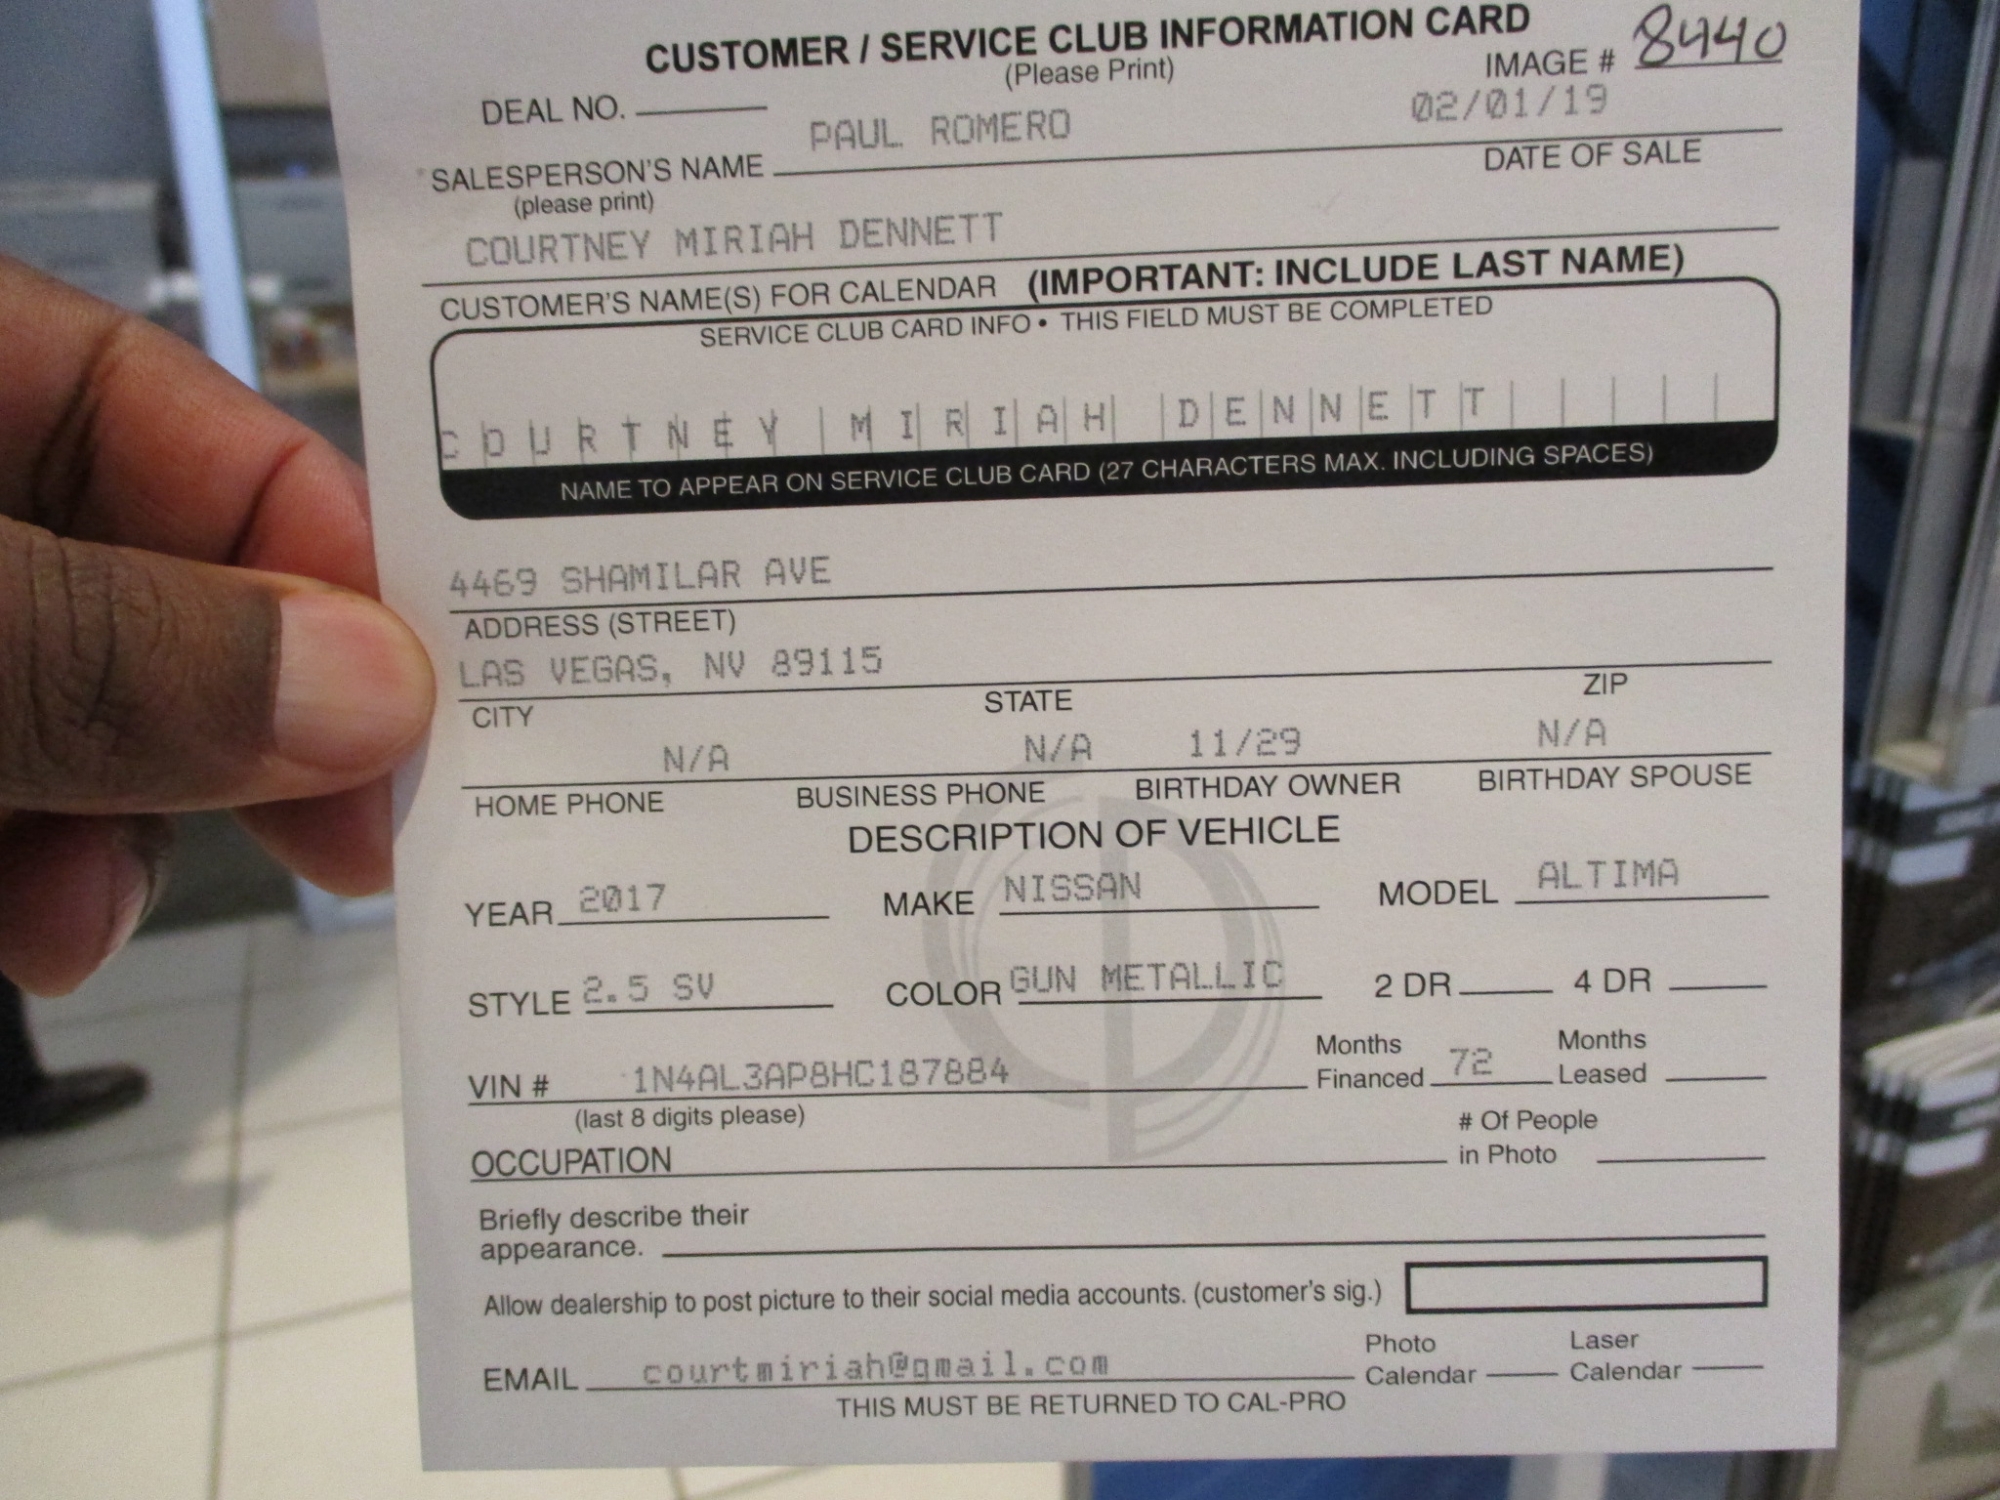 CUSTOMER / SERVICE CLUB INFORMATION CARD
(Please Print)
IMAGE # 8440
DEAL NO.
PAUL ROMERO
02/01/19
SALESPERSON'S NAME
DATE OF SALE
(please print)
COURTNEY MIRIAH DENNETT
CUSTOMER'S NAME(S) FOR CALENDAR (IMPORTANT: INCLUDE LAST NAME)
SERVICE CLUB CARD INFO • THIS FIELD MUST BE COMPLETED
COURTNEY MIRIAH DENNETT
NAME TO APPEAR ON SERVICE CLUB CARD (27 CHARACTERS MAX. INCLUDING SPACES)
4469 SHAMILAR AVE
ADDRESS (STREET)
LAS VEGAS, NV 89115
CITY STATE ZIP
N/A N/A 11/29 N/A
HOME PHONE BUSINESS PHONE BIRTHDAY OWNER BIRTHDAY SPOUSE
DESCRIPTION OF VEHICLE
YEAR 2017 MAKE NISSAN MODEL ALTIMA
STYLE 2.5 SV COLOR GUN METALLIC 2 DR 4 DR
VIN # 1N4AL3AP8HC187884 Months Financed 72 Months Leased
(last 8 digits please)
OCCUPATION # Of People in Photo
Briefly describe their
appearance.
Allow dealership to post picture to their social media accounts. (customer's sig.)
EMAIL courtmiriah@gmail.com Photo Calendar Laser Calendar
THIS MUST BE RETURNED TO CAL-PRO